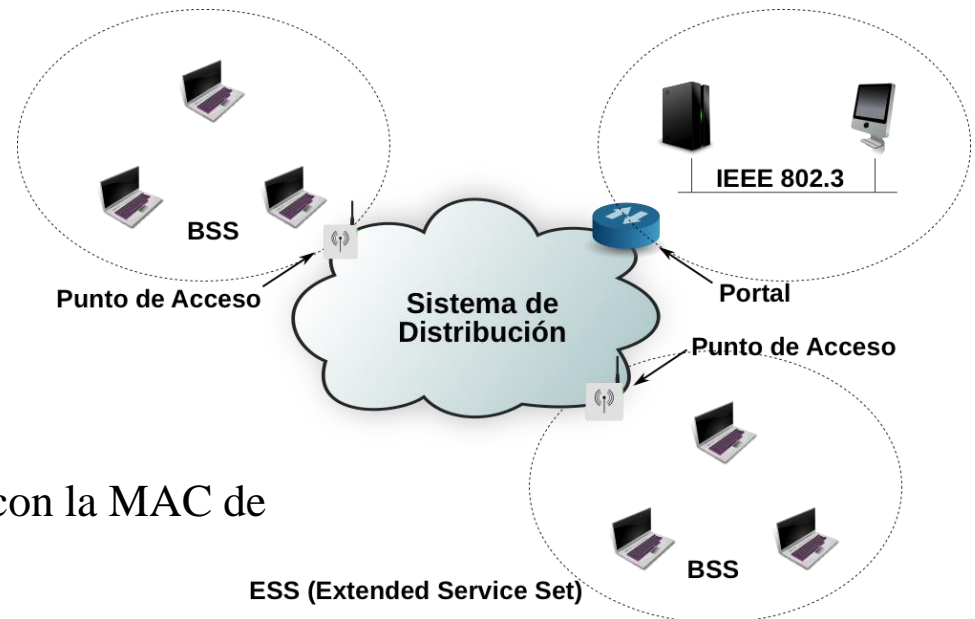 IEEE 802.3
BSS
Punto de Acceso
Portal
Sistema de
Distribución
Punto de Acceso
con la MAC de
BSS
ESS (Extended Service Set)